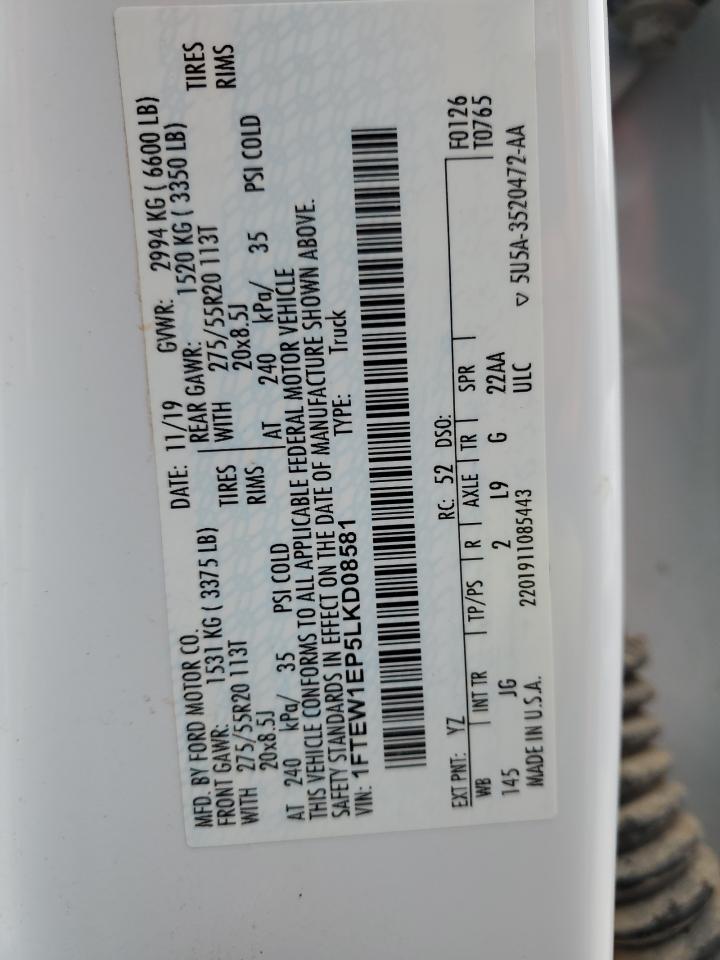 MFD. BY FORD MOTOR CO. DATE: 11/19 GVWR: 2994 KG ( 6600 LB)
FRONT GAWR: 1531 KG ( 3375 LB) REAR GAWR: 1520 KG ( 3350 LB)
WITH 275/55R20 113T TIRES WITH 275/55R20 113T TIRES
20x8.5J RIMS 20x8.5J RIMS
AT 240 kPa/ 35 PSI COLD AT 240 kPa/ 35 PSI COLD
THIS VEHICLE CONFORMS TO ALL APPLICABLE FEDERAL MOTOR VEHICLE
SAFETY STANDARDS IN EFFECT ON THE DATE OF MANUFACTURE SHOWN ABOVE.
VIN: 1FTEW1EP5LKD08581 TYPE: Truck
EXT PNT: YZ RC: 52 DSO: F0126
WB INT TR TP/PS R AXLE TR SPR T0765
145 JG 2 L9 G 22AA
MADE IN U.S.A. 2201911085443 ULC ▽ 5U5A-3520472-AA